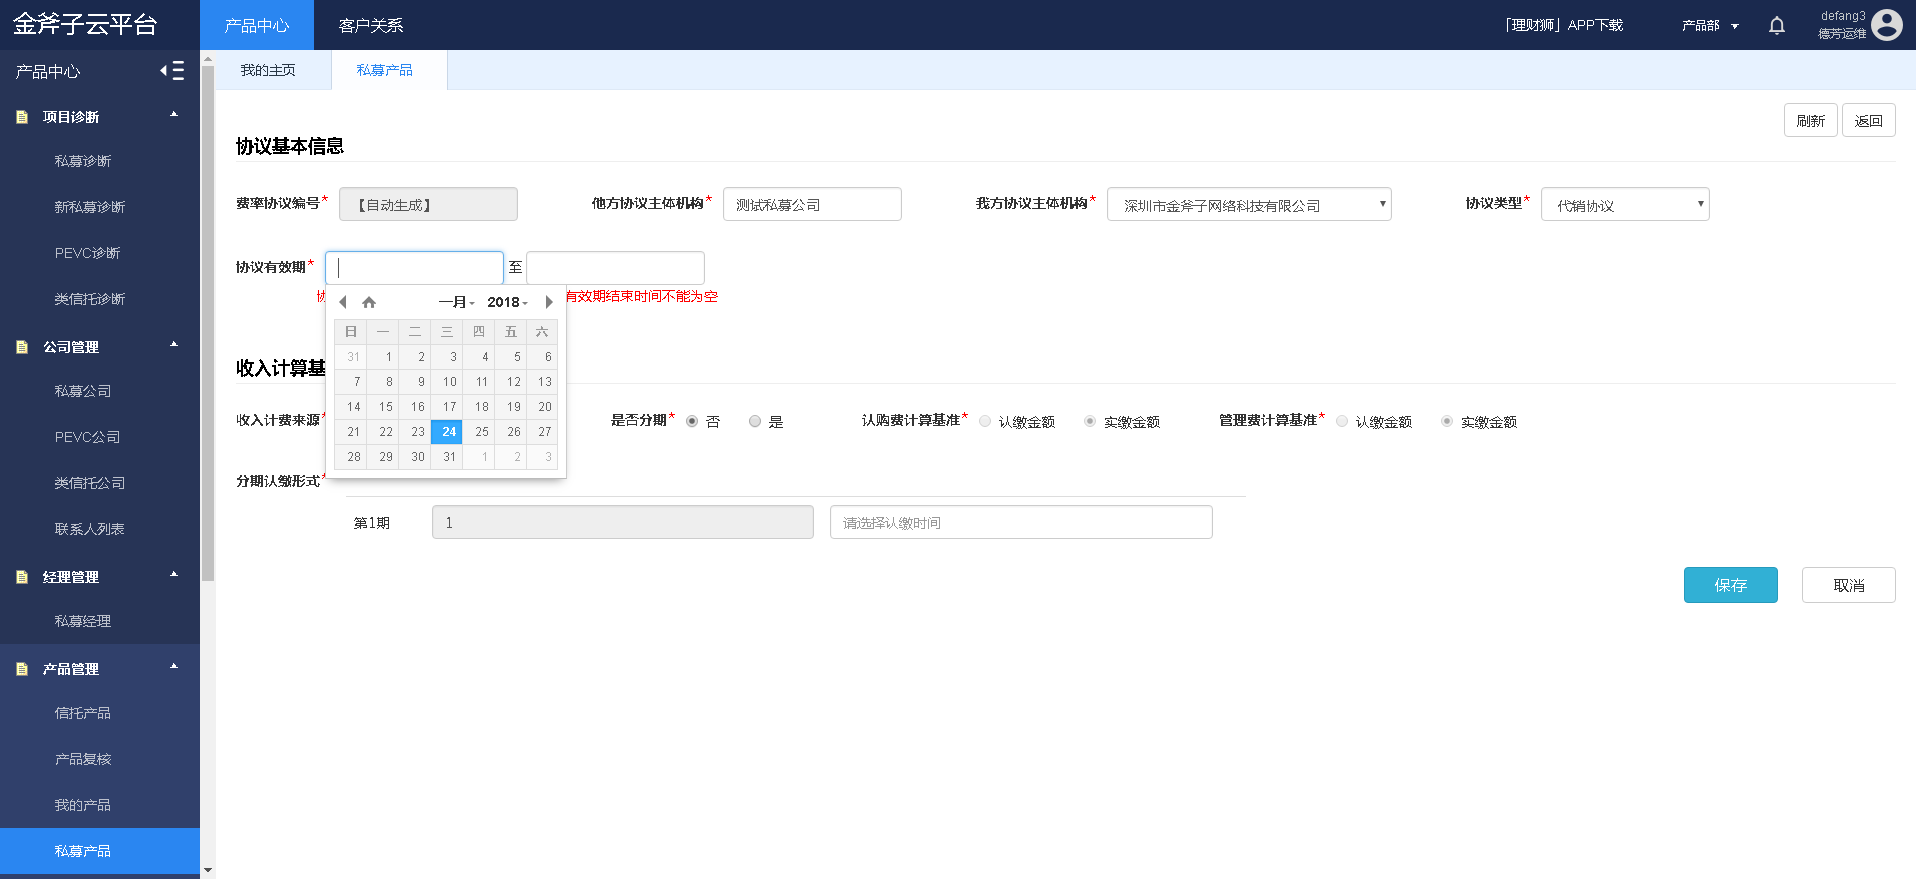 金斧子云平台
产品中心
客户关系
「理财狮」APP下载
产品部
defang3
德芳运维
产品中心
项目诊断
私募诊断
新私募诊断
PEVC诊断
类信托诊断
公司管理
私募公司
PEVC公司
类信托公司
联系人列表
经理管理
私募经理
产品管理
信托产品
产品复核
我的产品
私募产品
我的主页
私募产品
刷新
返回
协议基本信息
费率协议编号*
【自动生成】
他方协议主体机构*
测试私募公司
我方协议主体机构*
深圳市金斧子网络科技有限公司
协议类型*
代销协议
协议有效期*
至
有效期结束时间不能为空
一月 2018
日 一 二 三 四 五 六
31 1 2 3 4 5 6
7 8 9 10 11 12 13
14 15 16 17 18 19 20
21 22 23 24 25 26 27
28 29 30 31 1 2 3
收入计算基
收入计费来源*
是否分期*
否
是
认购费计算基准*
认缴金额
实缴金额
管理费计算基准*
认缴金额
实缴金额
分期认缴形式*
第1期
1
请选择认缴时间
保存
取消